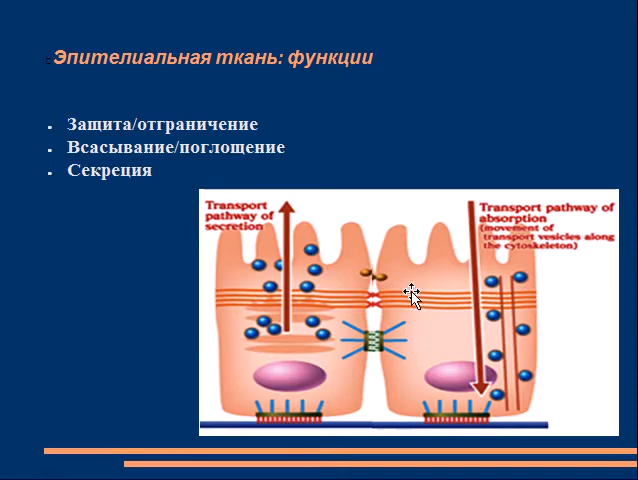 Эпителиальная ткань: функции
Защита/отграничение
Всасывание/поглощение
Секреция
Transport
pathway of
secretion
Transport pathway of
absorption
(movement of
transport vesicles along
the cytoskeleton)